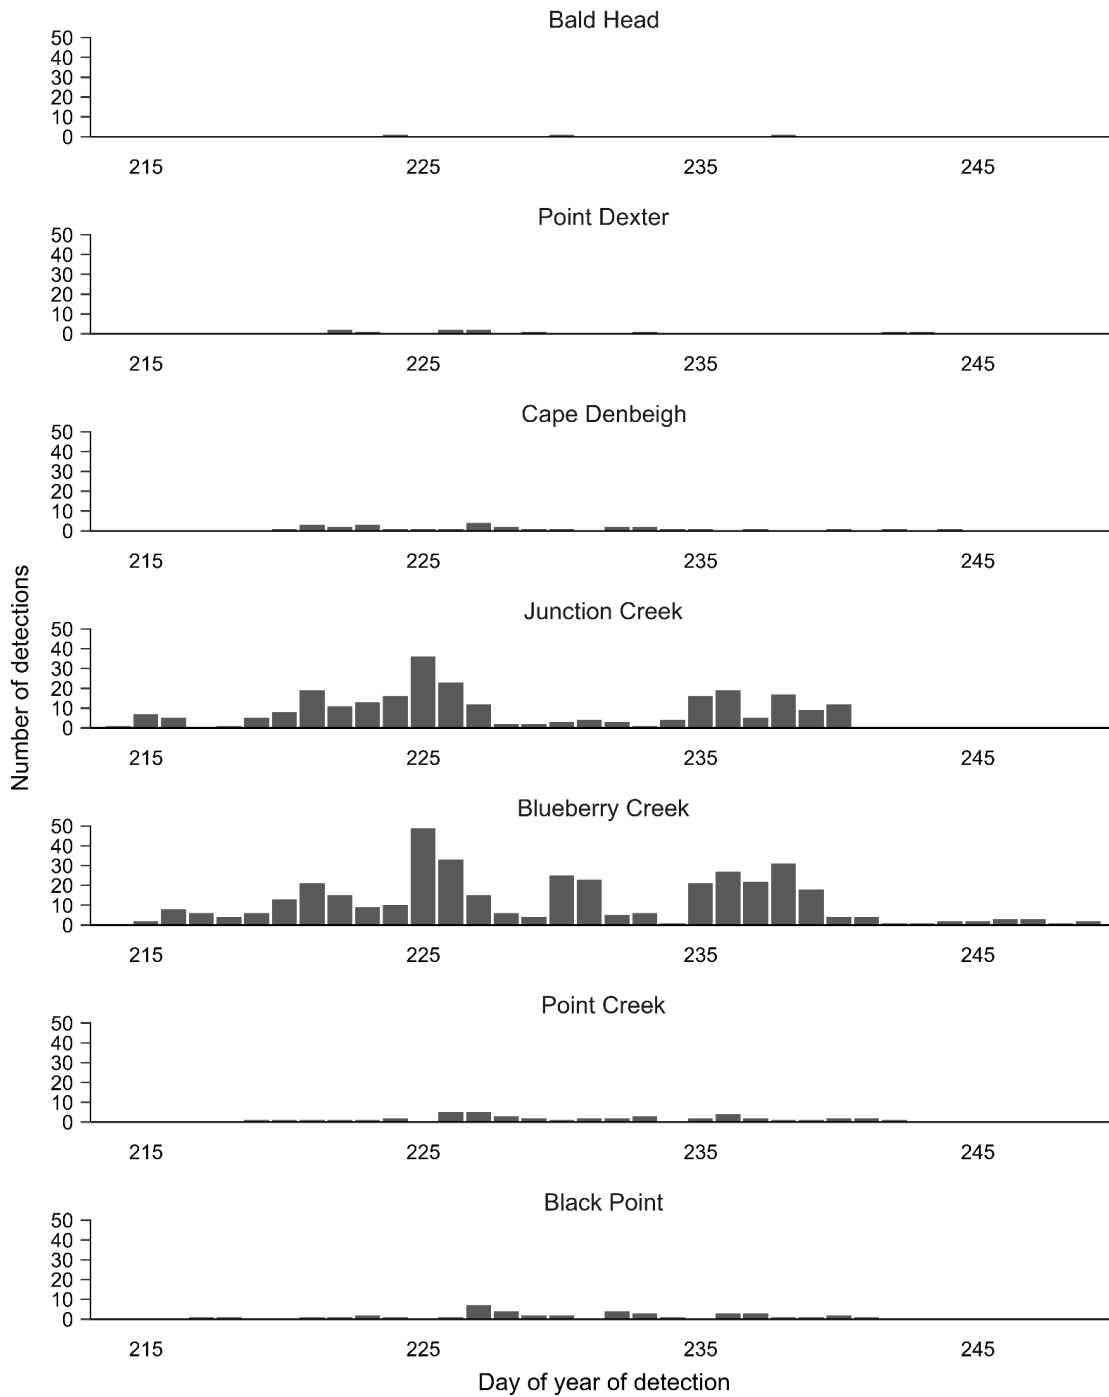 Bald Head
50
40
30
20
10
0
215 225 235 245
Point Dexter
50
40
30
20
10
0
215 225 235 245
Cape Denbeigh
50
40
30
20
10
0
215 225 235 245
Number of detections
Junction Creek
50
40
30
20
10
0
215 225 235 245
Blueberry Creek
50
40
30
20
10
0
215 225 235 245
Point Creek
50
40
30
20
10
0
215 225 235 245
Black Point
50
40
30
20
10
0
215 225 235 245
Day of year of detection